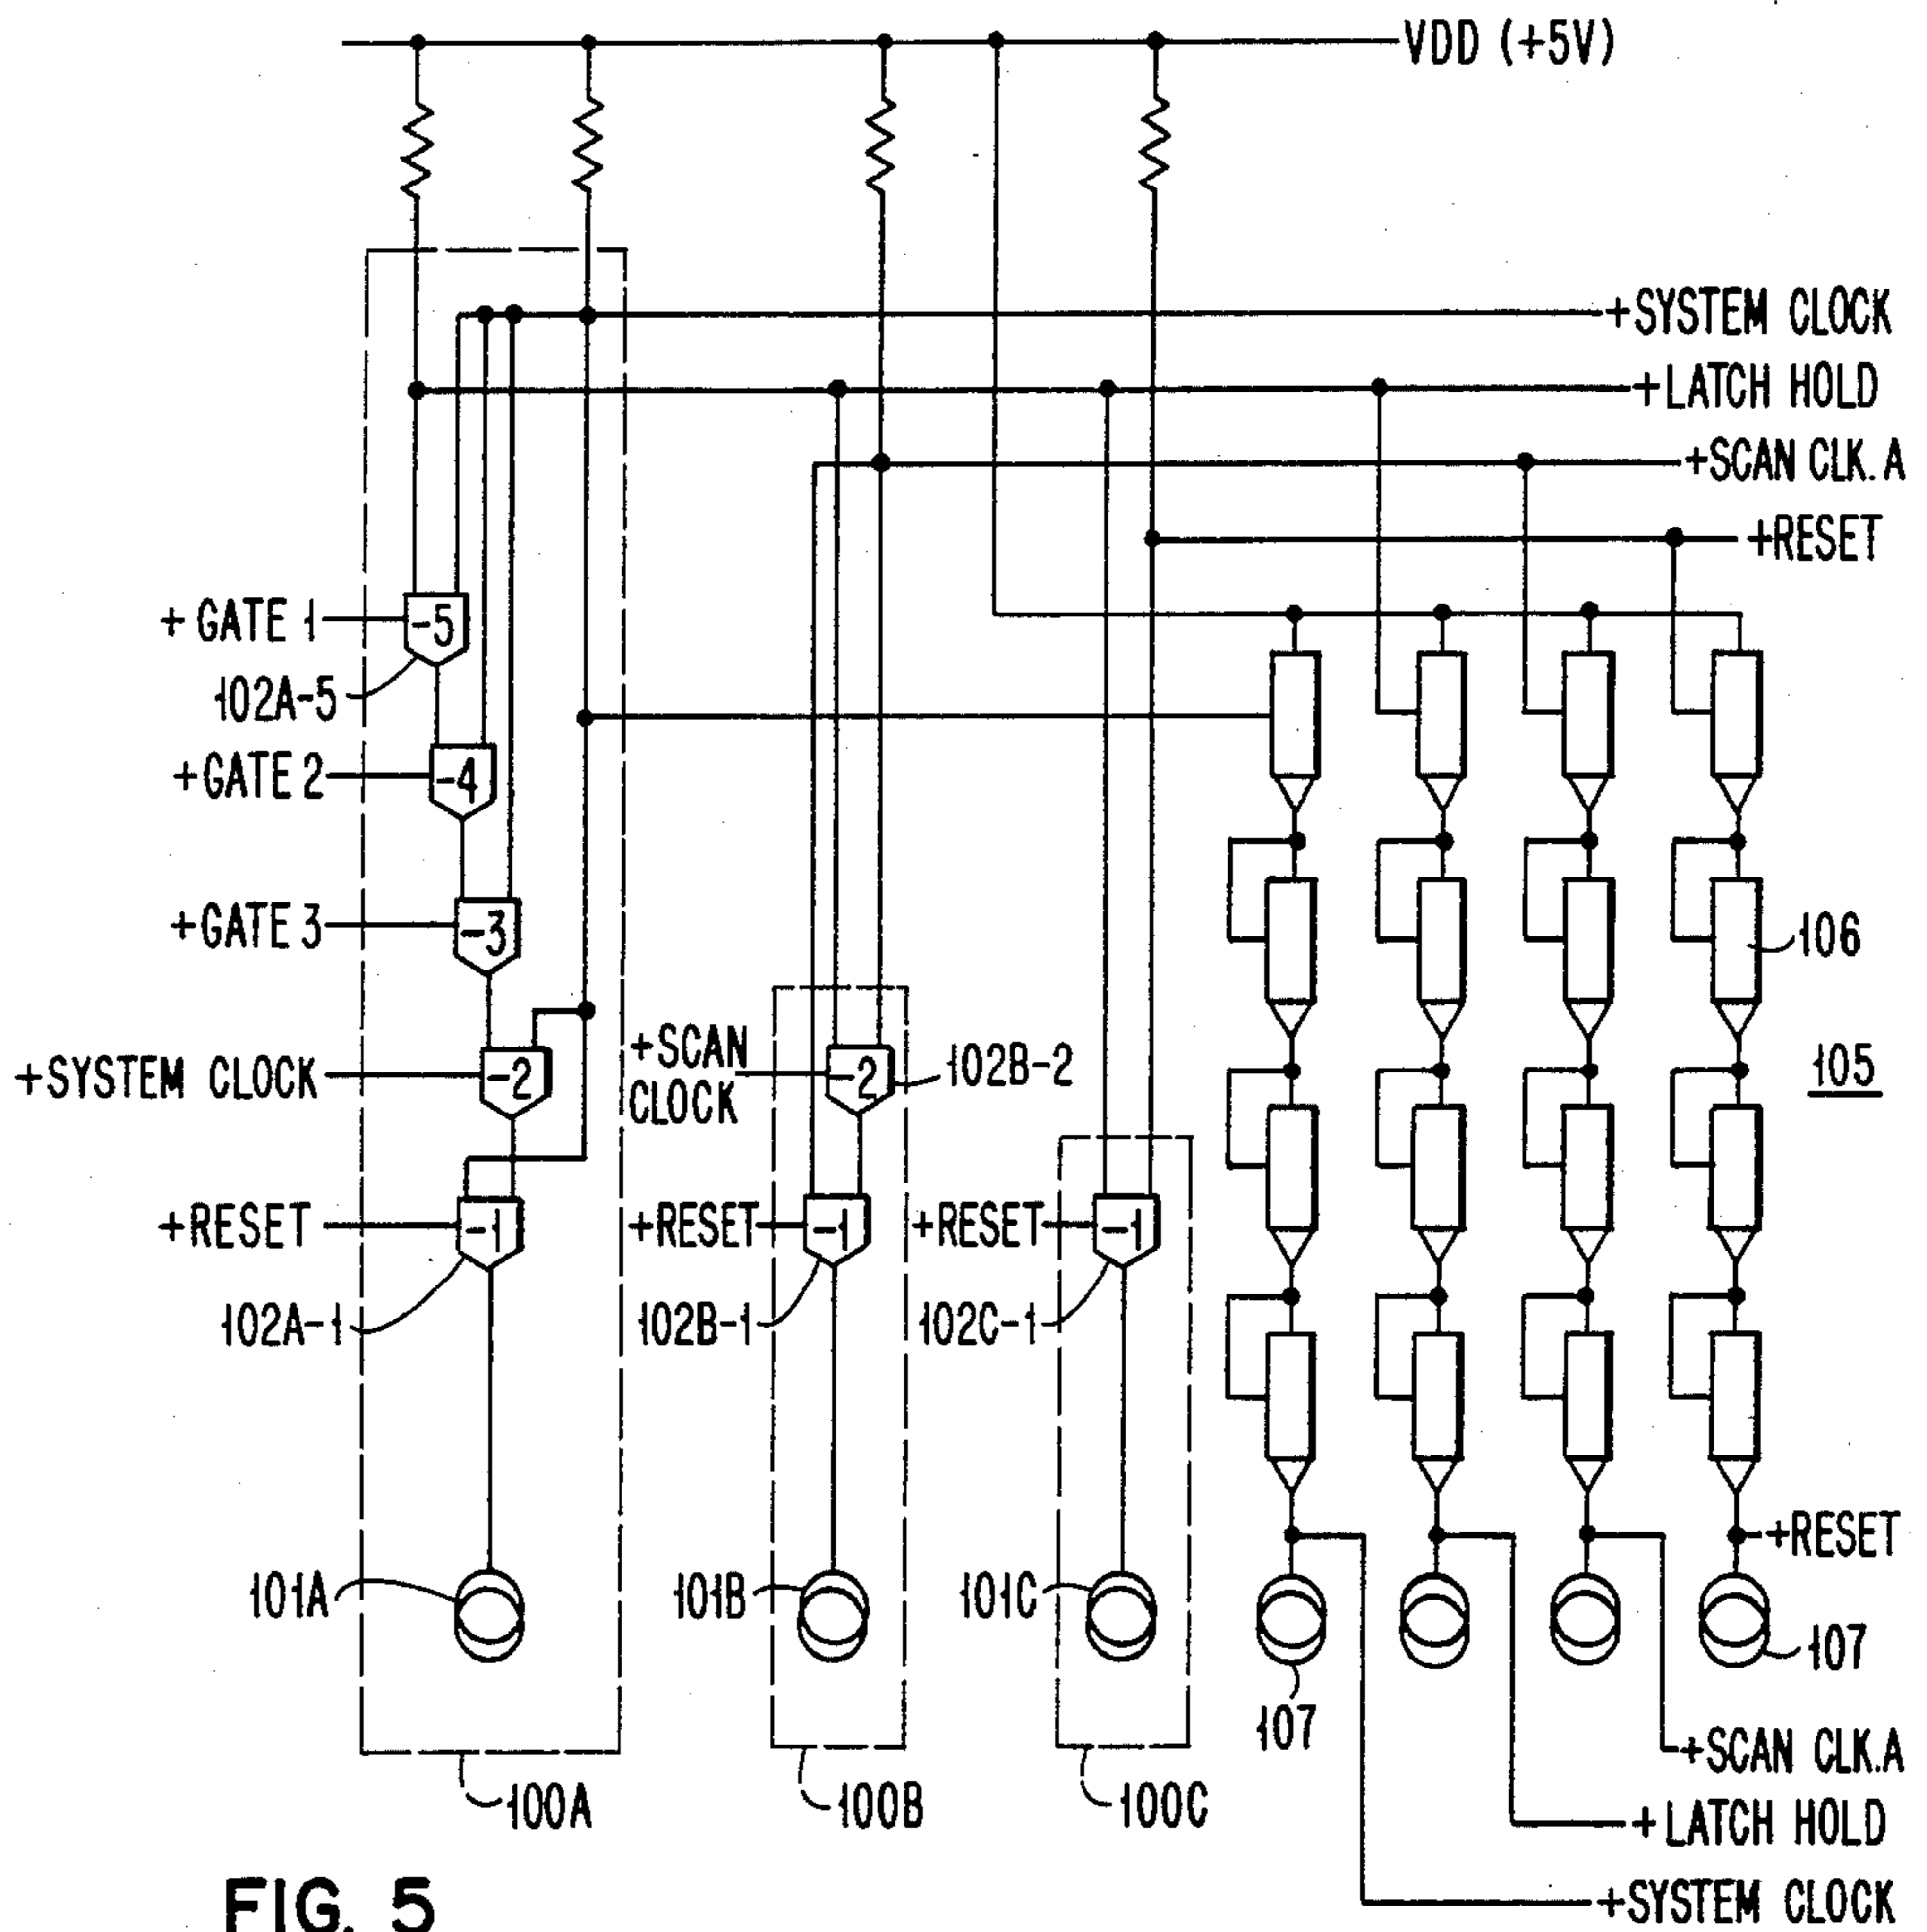 VDD (+5V)
+SYSTEM CLOCK
+LATCH HOLD
+SCAN CLK. A
+RESET
+ GATE 1
-5
102A-5
+GATE 2
-4
+GATE 3
-3
106
+SYSTEM CLOCK
-2
+SCAN
CLOCK
-2
102B-2
105
+RESET
-1
+RESET
-1
+RESET
-1
102A-1
102B-1
102C-1
+RESET
101A
101B
101C
107
107
+SCAN CLK.A
100A
100B
100C
+ LATCH HOLD
+SYSTEM CLOCK
FIG. 5